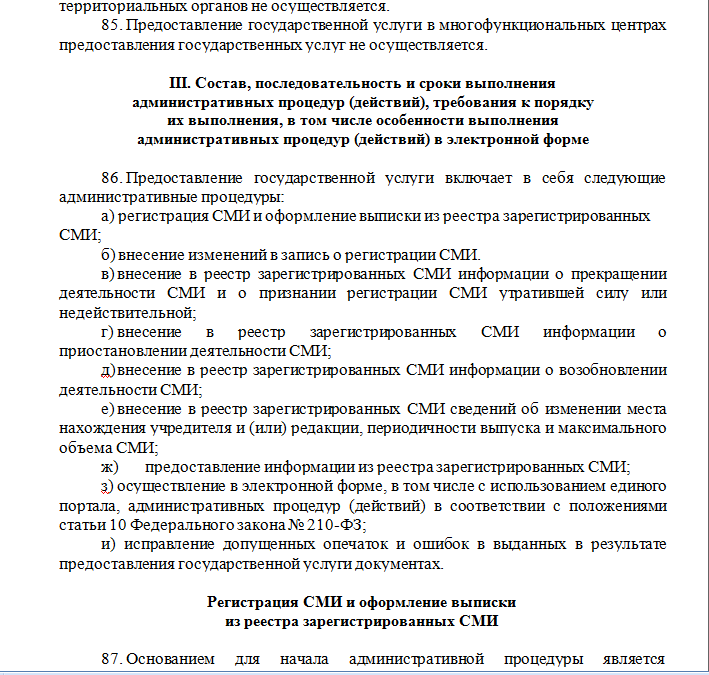 территориальных органов не осуществляется.
85. Предоставление государственной услуги в многофункциональных центрах
предоставления государственных услуг не осуществляется.
III. Состав, последовательность и сроки выполнения
административных процедур (действий), требования к порядку
их выполнения, в том числе особенности выполнения
административных процедур (действий) в электронной форме
86. Предоставление государственной услуги включает в себя следующие
административные процедуры:
а) регистрация СМИ и оформление выписки из реестра зарегистрированных
СМИ;
б) внесение изменений в запись о регистрации СМИ.
в) внесение в реестр зарегистрированных СМИ информации о прекращении
деятельности СМИ и о признании регистрации СМИ утратившей силу или
недействительной;
г) внесение в реестр зарегистрированных СМИ информации о
приостановлении деятельности СМИ;
д) внесение в реестр зарегистрированных СМИ информации о возобновлении
деятельности СМИ;
е) внесение в реестр зарегистрированных СМИ сведений об изменении места
нахождения учредителя и (или) редакции, периодичности выпуска и максимального
объема СМИ;
ж) предоставление информации из реестра зарегистрированных СМИ;
з) осуществление в электронной форме, в том числе с использованием единого
портала, административных процедур (действий) в соответствии с положениями
статьи 10 Федерального закона № 210-ФЗ;
и) исправление допущенных опечаток и ошибок в выданных в результате
предоставления государственной услуги документах.
Регистрация СМИ и оформление выписки
из реестра зарегистрированных СМИ
87. Основанием для начала административной процедуры является